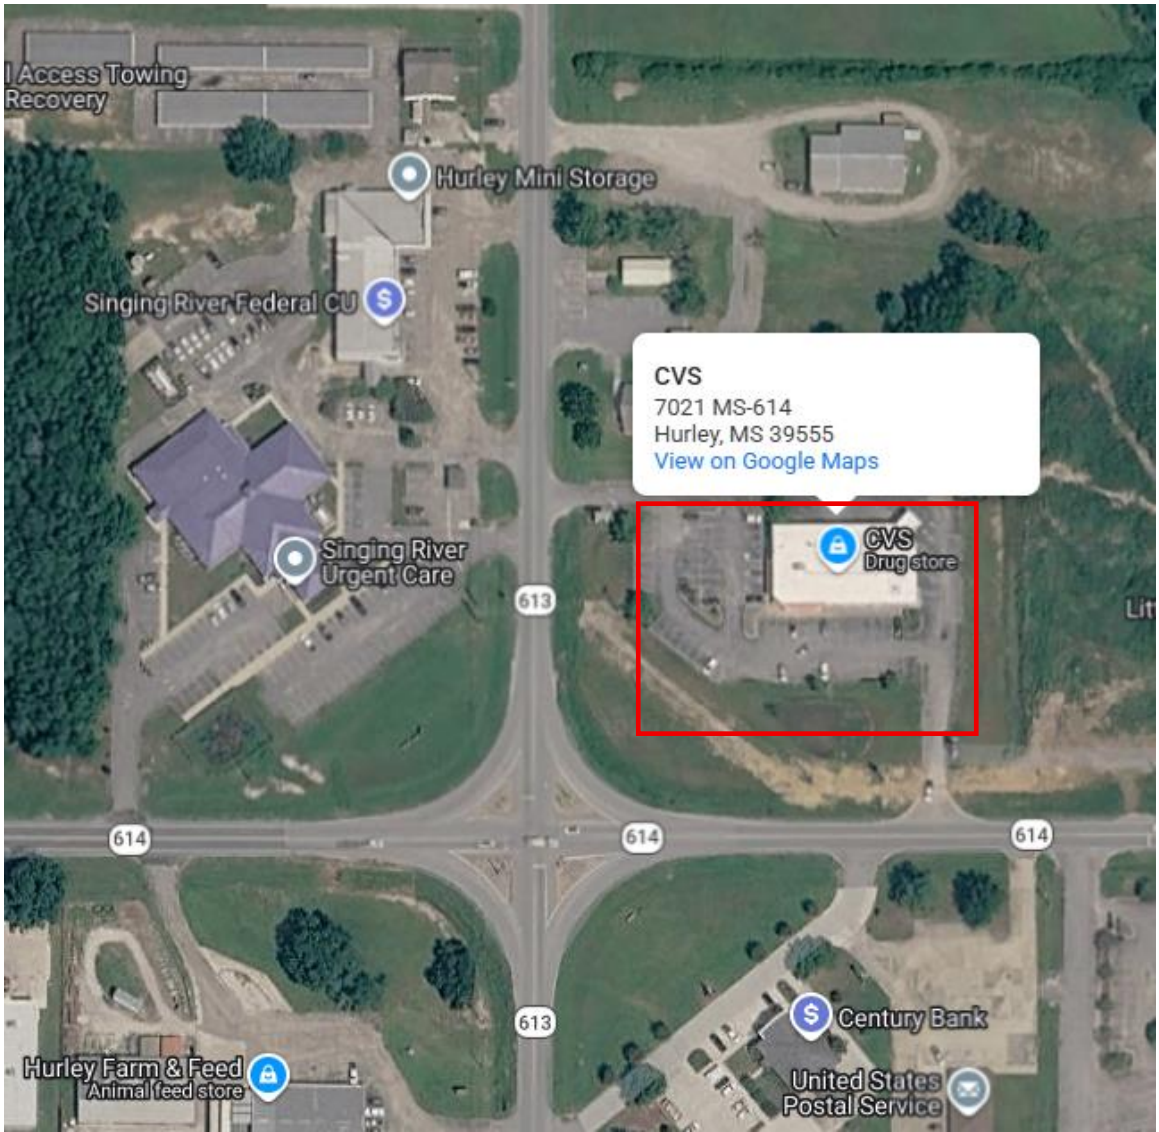 l Access Towing
Recovery
Hurley Mini Storage
Singing River Federal CU
CVS
7021 MS-614
Hurley, MS 39555
View on Google Maps
CVS
Drug store
Singing River
Urgent Care
613
Lit
614
614
614
613
Century Bank
Hurley Farm & Feed
Animal feed store
United States
Postal Service